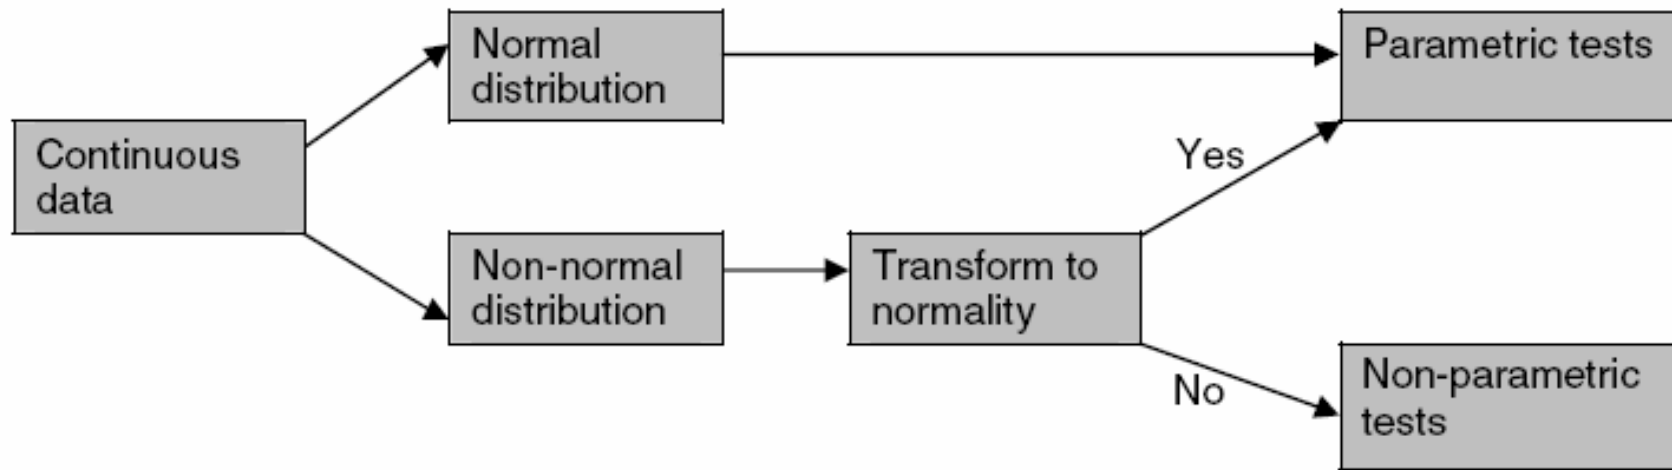 Normal
distribution
Parametric tests
Continuous
data
Yes
Non-normal
distribution
Transform to
normality
No
Non-parametric
tests